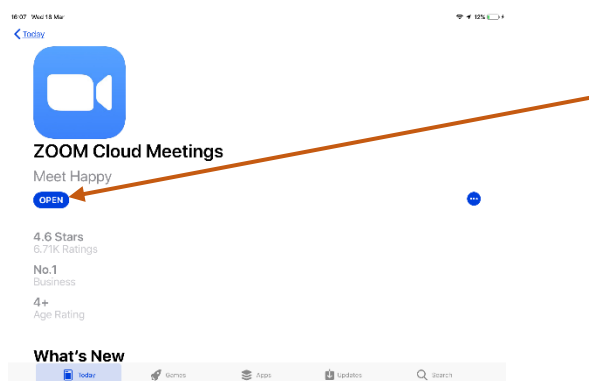 16:07 Wed 18 Mar 12%
Today
ZOOM Cloud Meetings
Meet Happy
OPEN
4.6 Stars
6.71K Ratings
No.1
Business
4+
Age Rating
What's New
Today Games Apps Updates Search